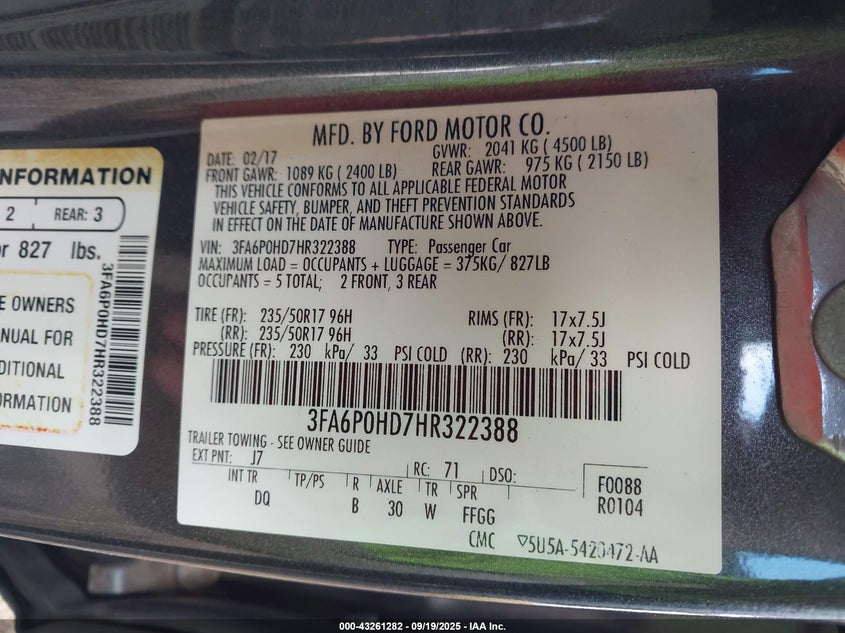 NFORMATION
2 REAR: 3
or 827 lbs.
E OWNERS
ANUAL FOR
DITIONAL
ORMATION
3FA6P0HD7HR322388
MFD. BY FORD MOTOR CO.
DATE: 02/17 GVWR: 2041 KG ( 4500 LB)
FRONT GAWR: 1089 KG ( 2400 LB) REAR GAWR: 975 KG ( 2150 LB)
THIS VEHICLE CONFORMS TO ALL APPLICABLE FEDERAL MOTOR
VEHICLE SAFETY, BUMPER, AND THEFT PREVENTION STANDARDS
IN EFFECT ON THE DATE OF MANUFACTURE SHOWN ABOVE.
VIN: 3FA6P0HD7HR322388 TYPE: Passenger Car
MAXIMUM LOAD = OCCUPANTS + LUGGAGE = 375KG/ 827LB
OCCUPANTS = 5 TOTAL; 2 FRONT, 3 REAR
TIRE (FR): 235/50R17 96H RIMS (FR): 17x7.5J
(RR): 235/50R17 96H (RR): 17x7.5J
PRESSURE (FR): 230 kPa/ 33 PSI COLD (RR): 230 kPa/ 33 PSI COLD
3FA6P0HD7HR322388
TRAILER TOWING - SEE OWNER GUIDE
EXT PNT: J7 RC: 71 DSO:
INT TR TP/PS R AXLE TR SPR F0088
DQ B 30 W FFGG R0104
CMC ▽5U5A-5420472-AA
000-43261282 - 09/19/2025 - IAA Inc.